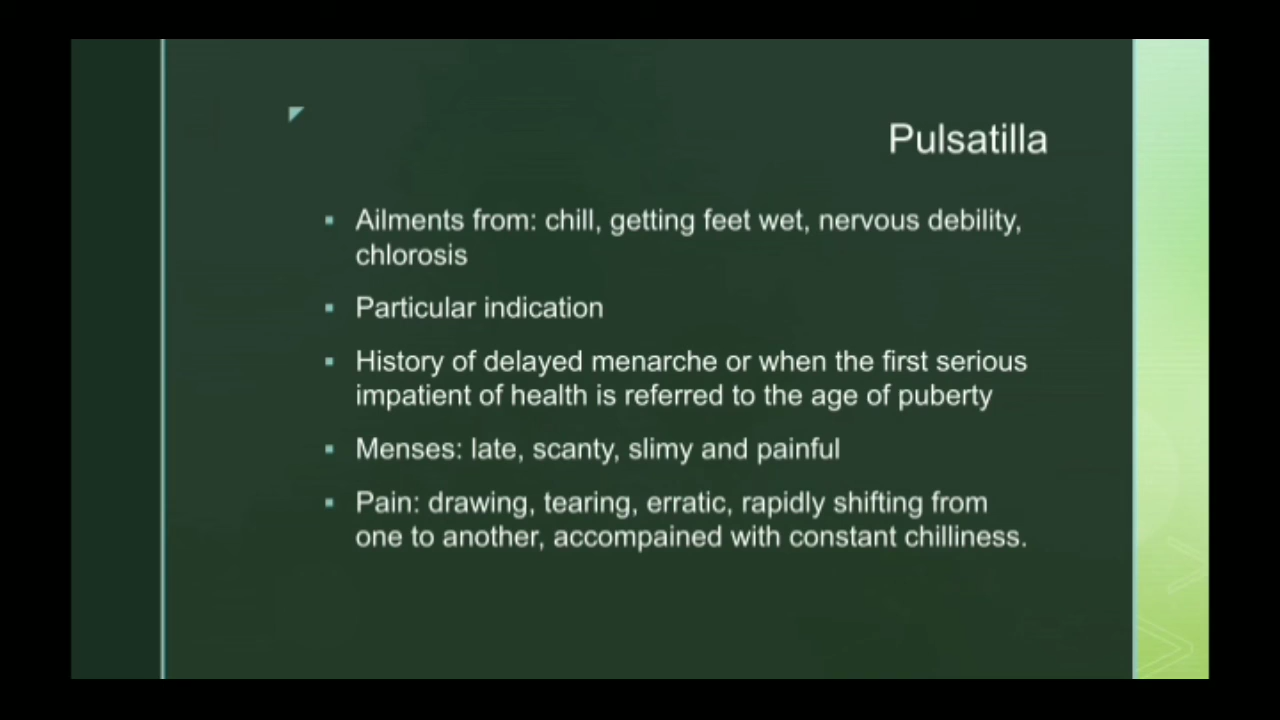 Pulsatilla
Ailments from: chill, getting feet wet, nervous debility,
chlorosis
Particular indication
History of delayed menarche or when the first serious
impatient of health is referred to the age of puberty
Menses: late, scanty, slimy and painful
Pain: drawing, tearing, erratic, rapidly shifting from
one to another, accompained with constant chilliness.